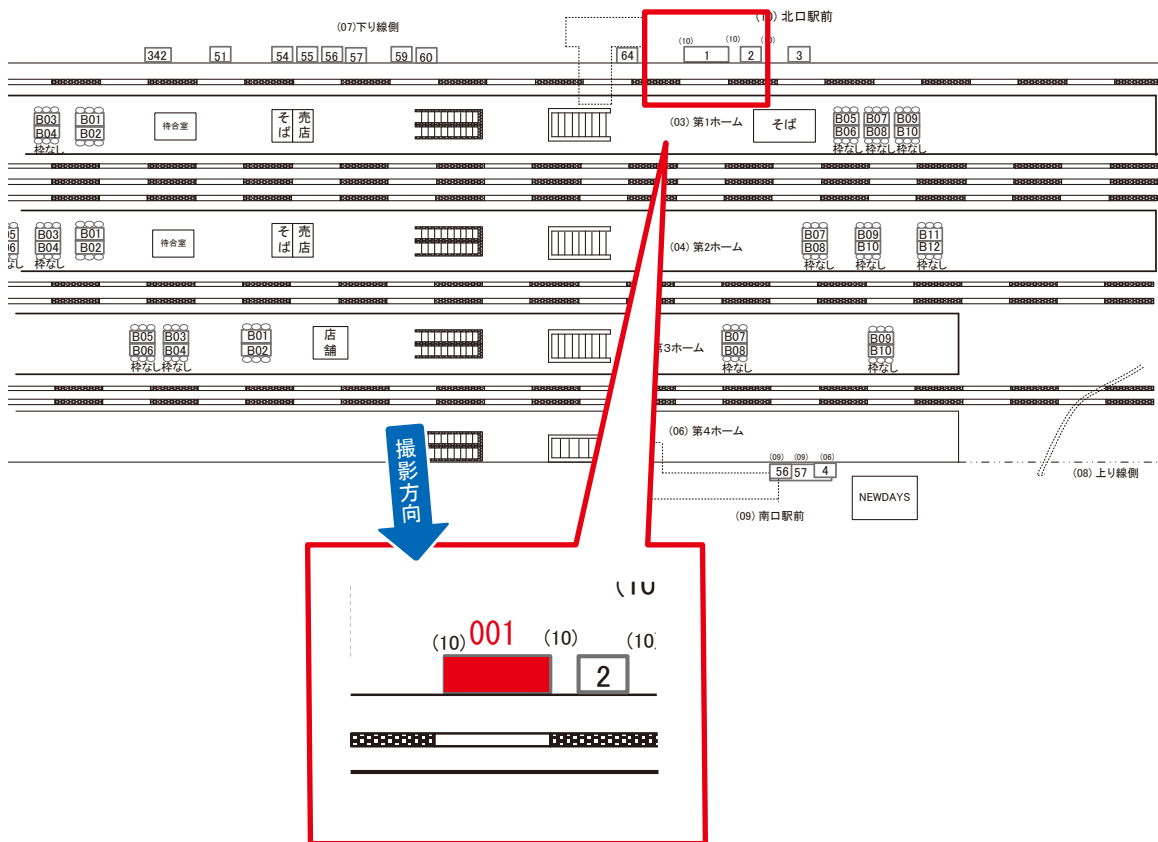 (07)下り線側
(10) 北口駅前
342
51
54
55
56
57
59
60
64
(10)
1
(10)
2
(10)
3
B03
B04
枠なし
B01
B02
待合室
そば
売店
(03) 第1ホーム
そば
B05
B06
枠なし
B07
B08
枠なし
B09
B10
枠なし
B03
B04
枠なし
B01
B02
待合室
そば
売店
(04) 第2ホーム
B07
B08
枠なし
B09
B10
枠なし
B11
B12
枠なし
B05
B06
枠なし
B03
B04
枠なし
B01
B02
店舗
第3ホーム
B07
B08
枠なし
B09
B10
枠なし
(06) 第4ホーム
(08) 上り線側
(09)
56
(09)
57
(06)
4
NEWDAYS
(09) 南口駅前
撮影方向
(10
(10)
001
(10)
(10)
2